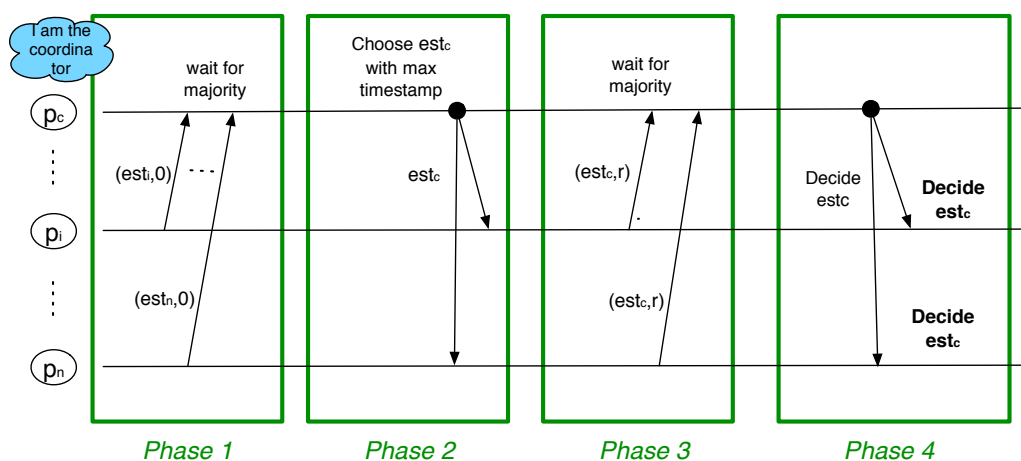 I am the
coordina
tor
wait for
majority
Choose estc
with max
timestamp
wait for
majority
pc
(esti,0)
estc
(estc,r)
Decide
estc
Decide
estc
pi
(estn,0)
(estc,r)
Decide
estc
pn
Phase 1
Phase 2
Phase 3
Phase 4